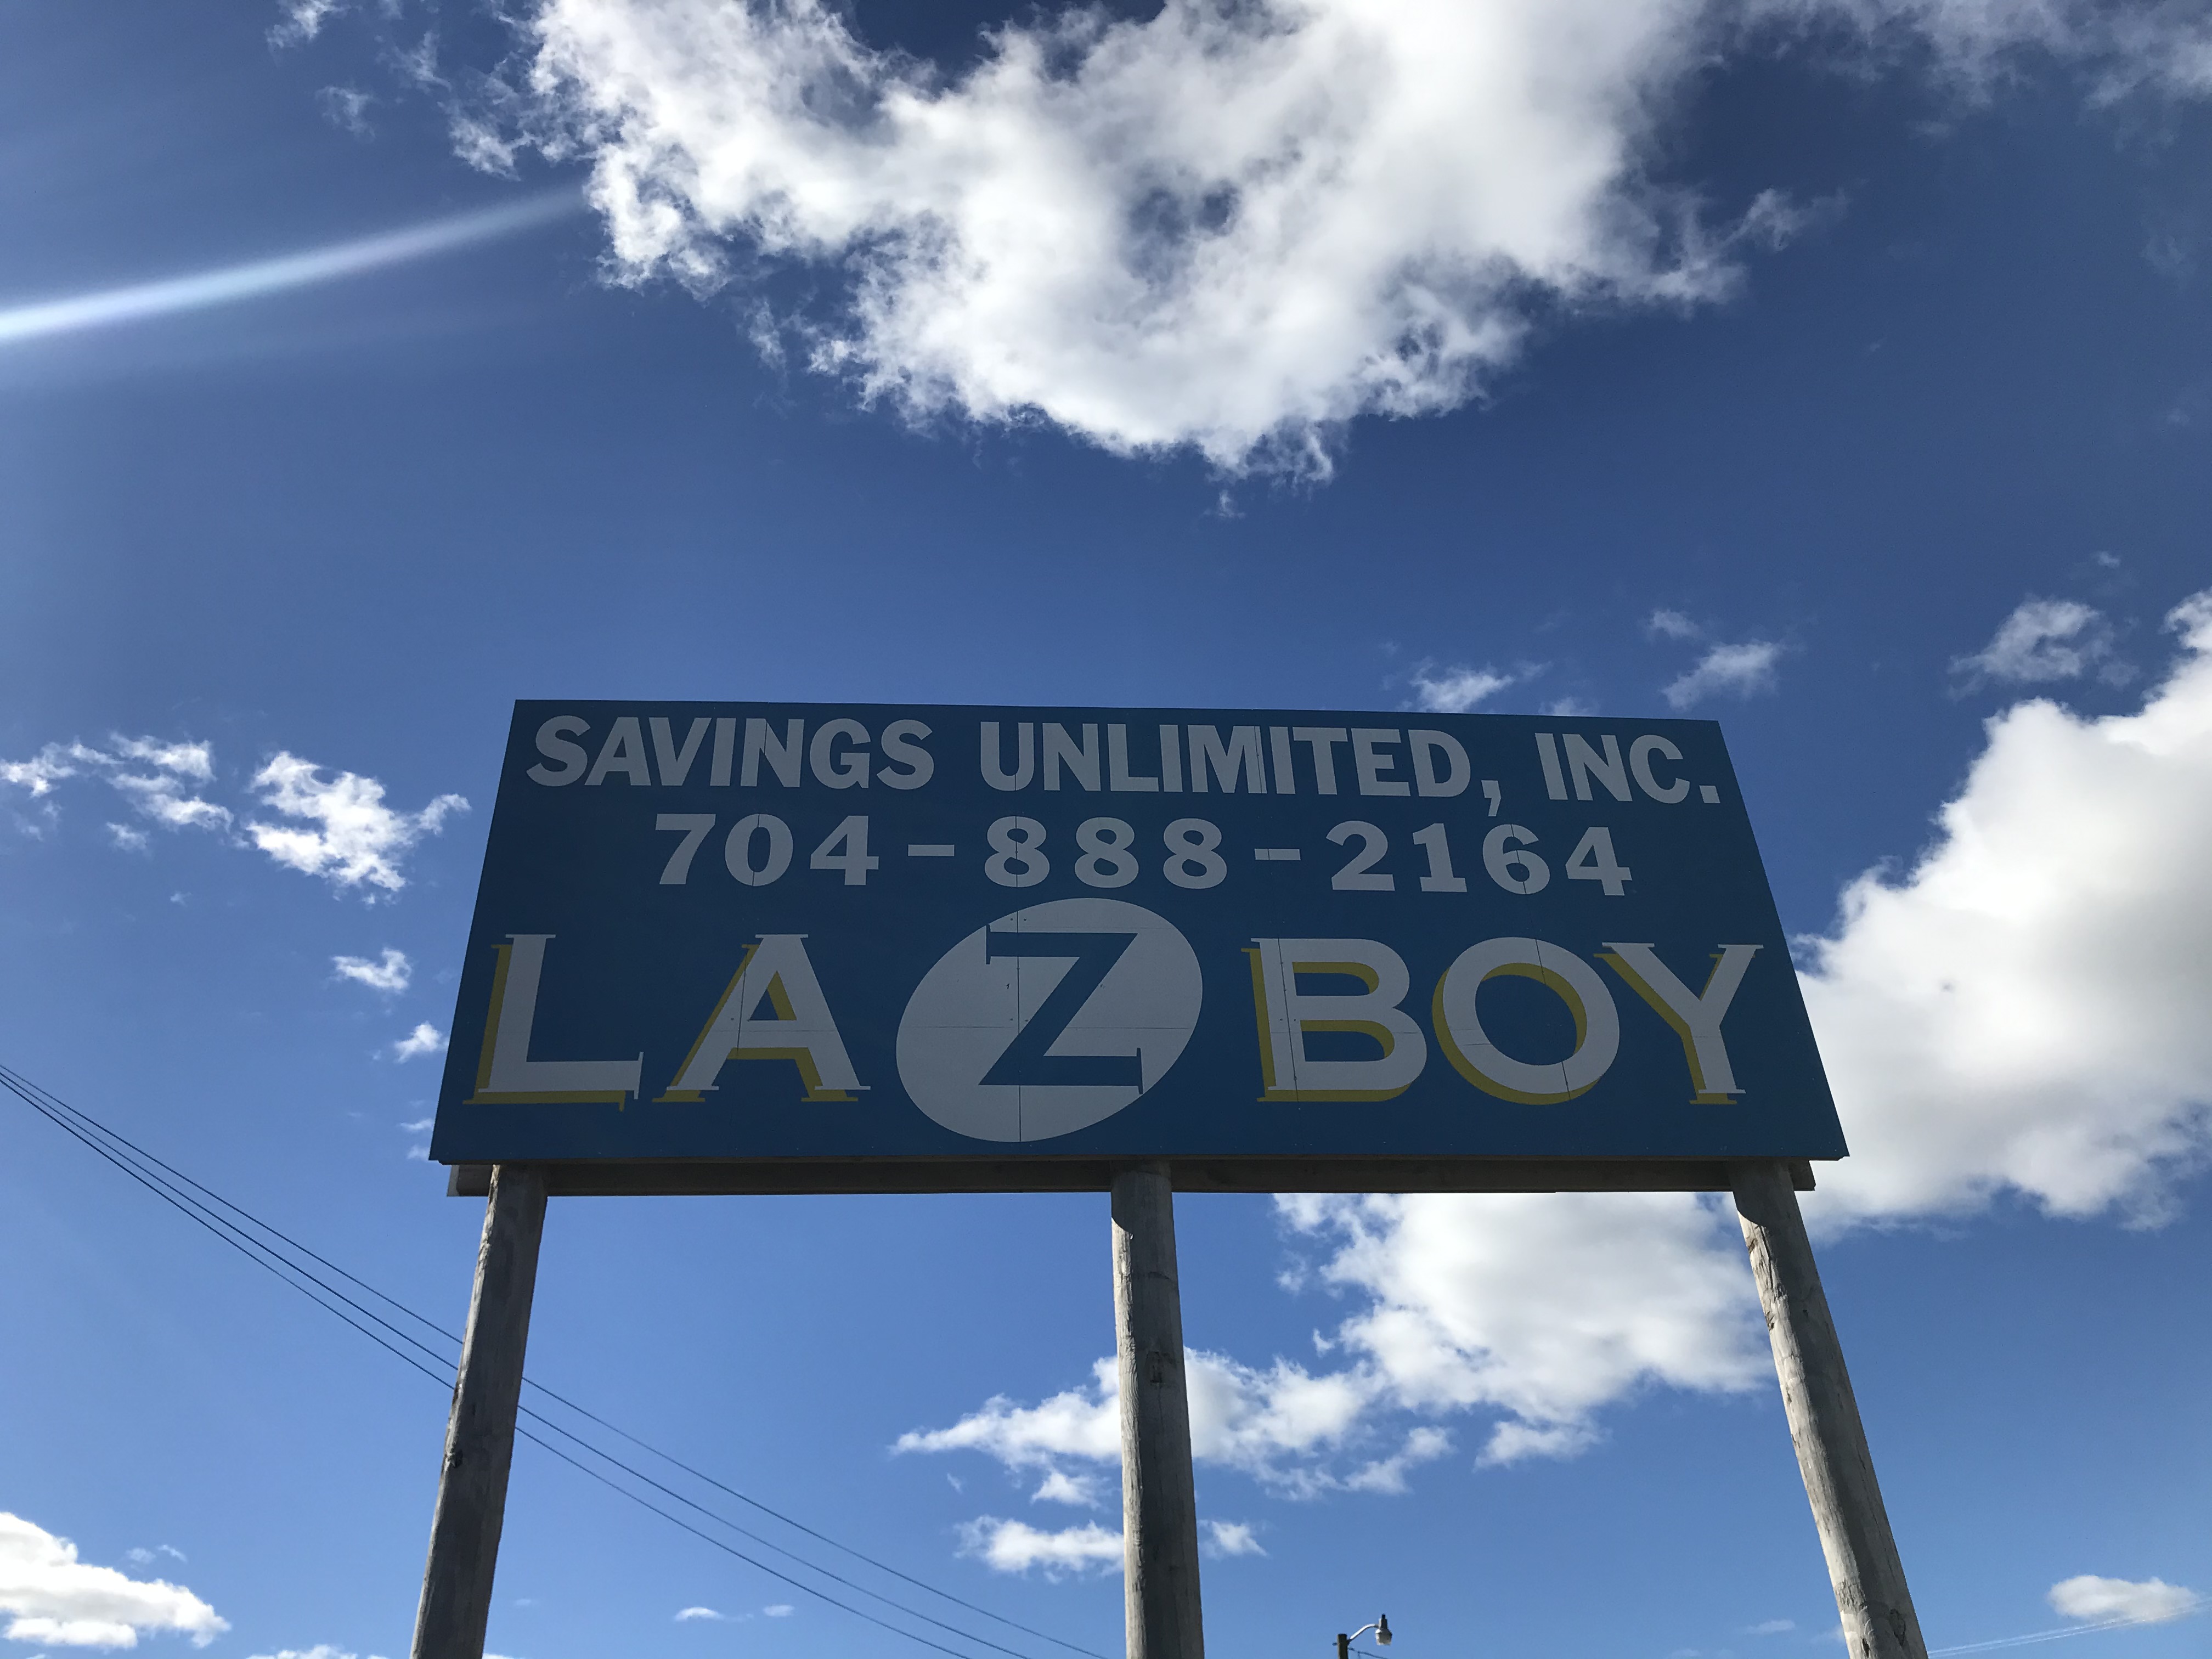 SAVINGS UNLIMITED, INC.
704-888-2164
LA Z BOY